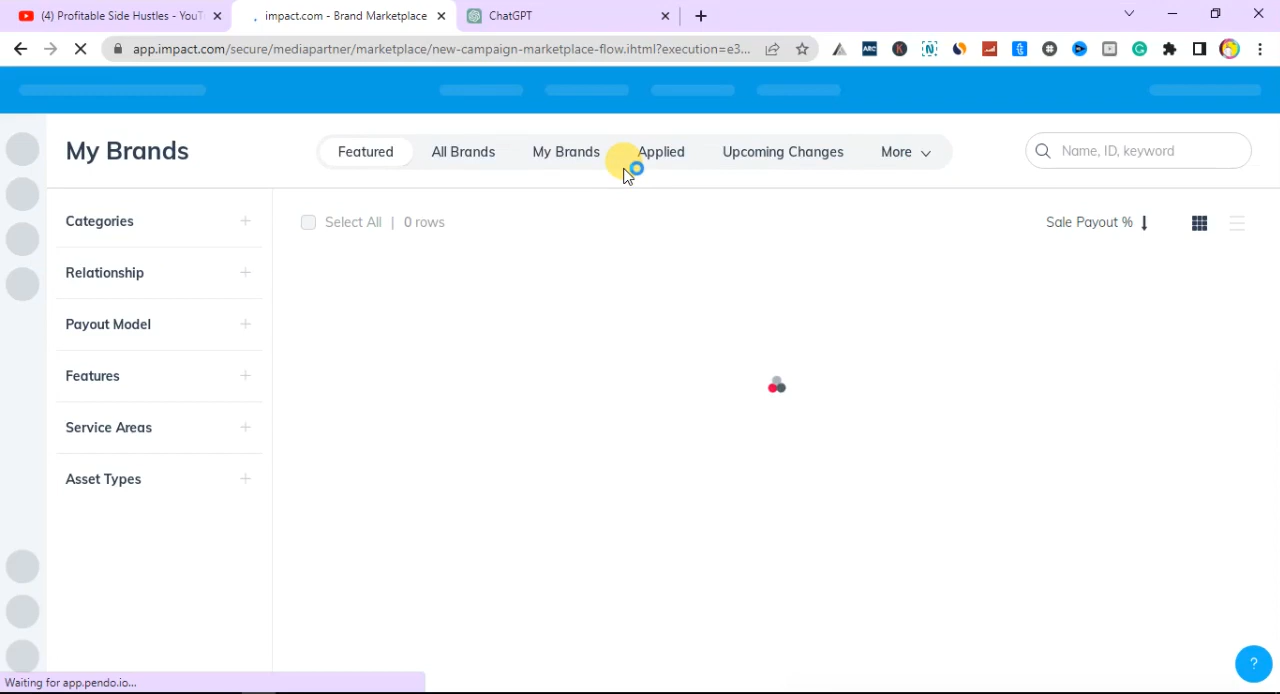 (4) Profitable Side Hustles - YouT
impact.com - Brand Marketplace
ChatGPT
app.impact.com/secure/mediapartner/marketplace/new-campaign-marketplace-flow.ihtml?execution=e3...
ARC
K
N
t
G
My Brands
Featured
All Brands
My Brands
Applied
Upcoming Changes
More
Name, ID, keyword
Categories +
Select All | 0 rows
Sale Payout %
Relationship +
Payout Model +
Features +
Service Areas +
Asset Types +
?
Waiting for app.pendo.io...